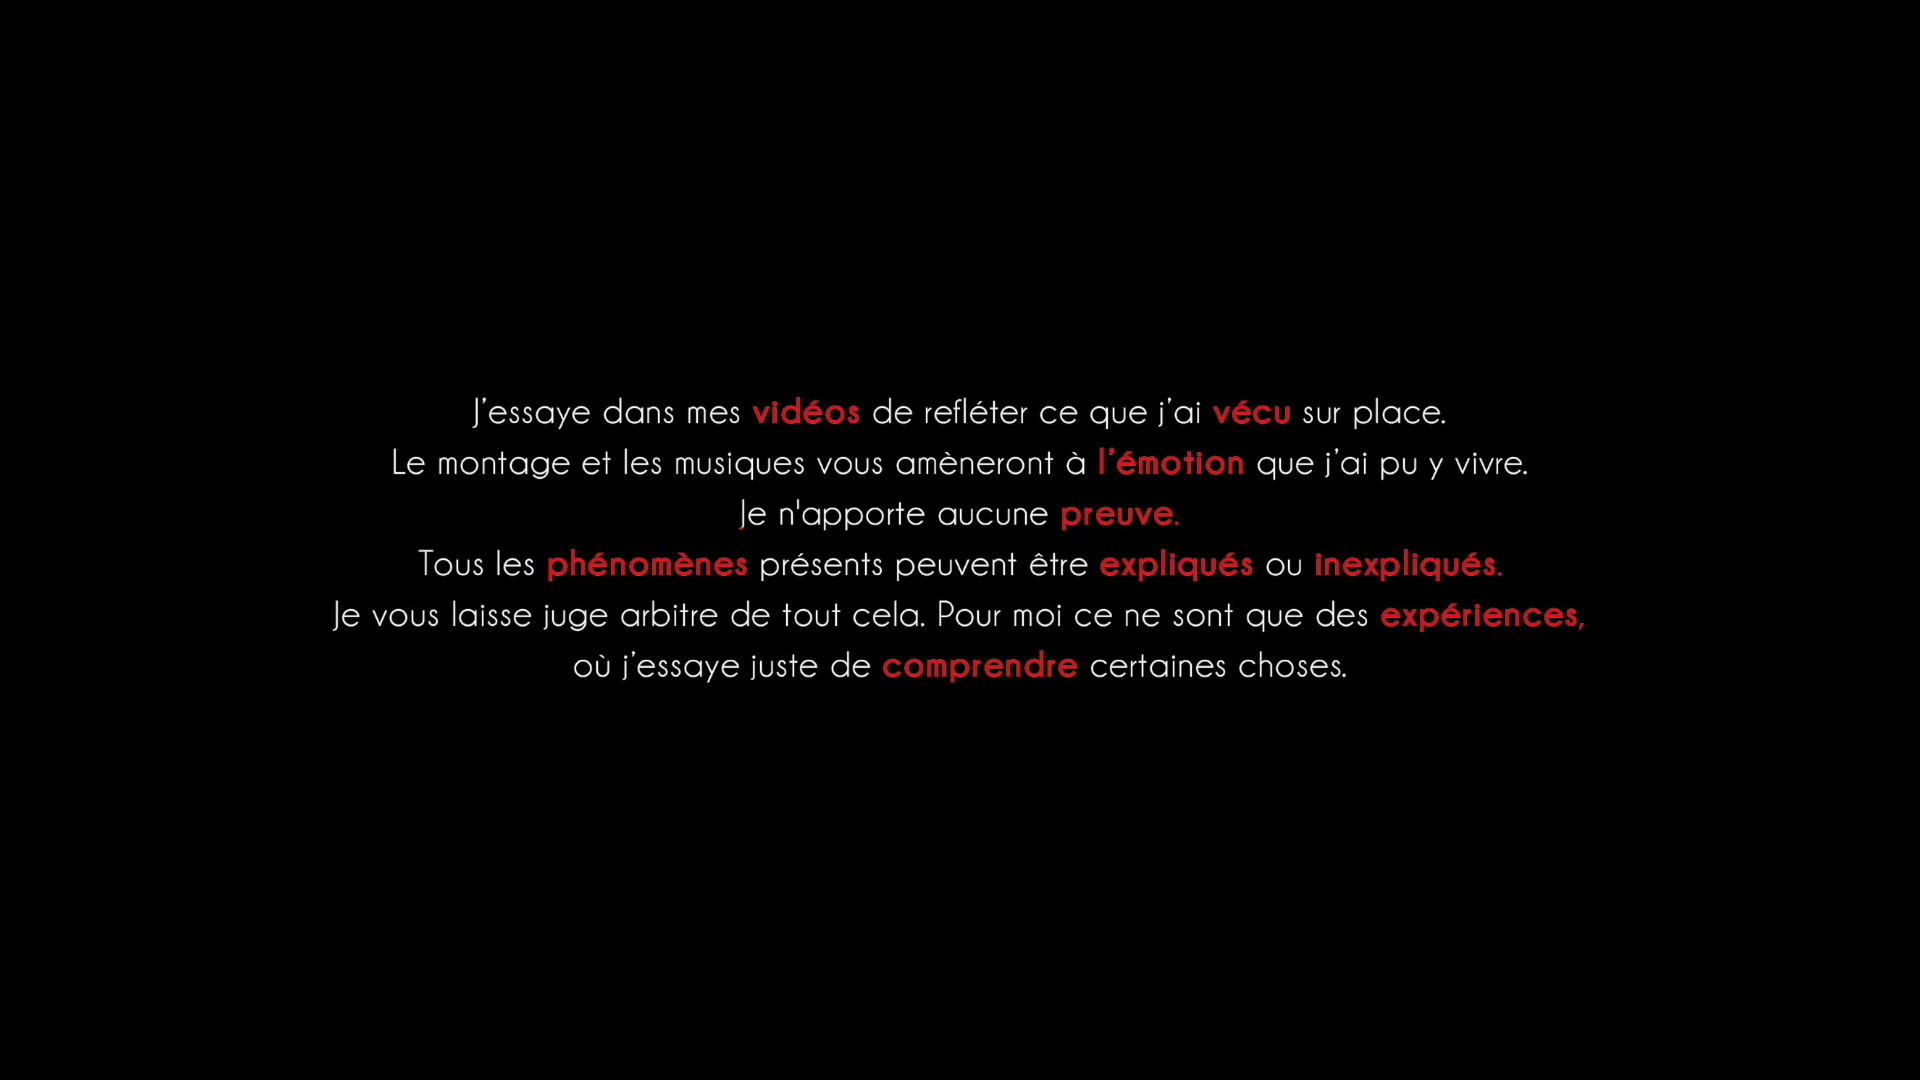 J’essaye dans mes vidéos de refléter ce que j’ai vécu sur place.
Le montage et les musiques vous amèneront à l’émotion que j’ai pu y vivre.
Je n'apporte aucune preuve.
Tous les phénomènes présents peuvent être expliqués ou inexpliqués.
Je vous laisse juge arbitre de tout cela. Pour moi ce ne sont que des expériences,
où j’essaye juste de comprendre certaines choses.